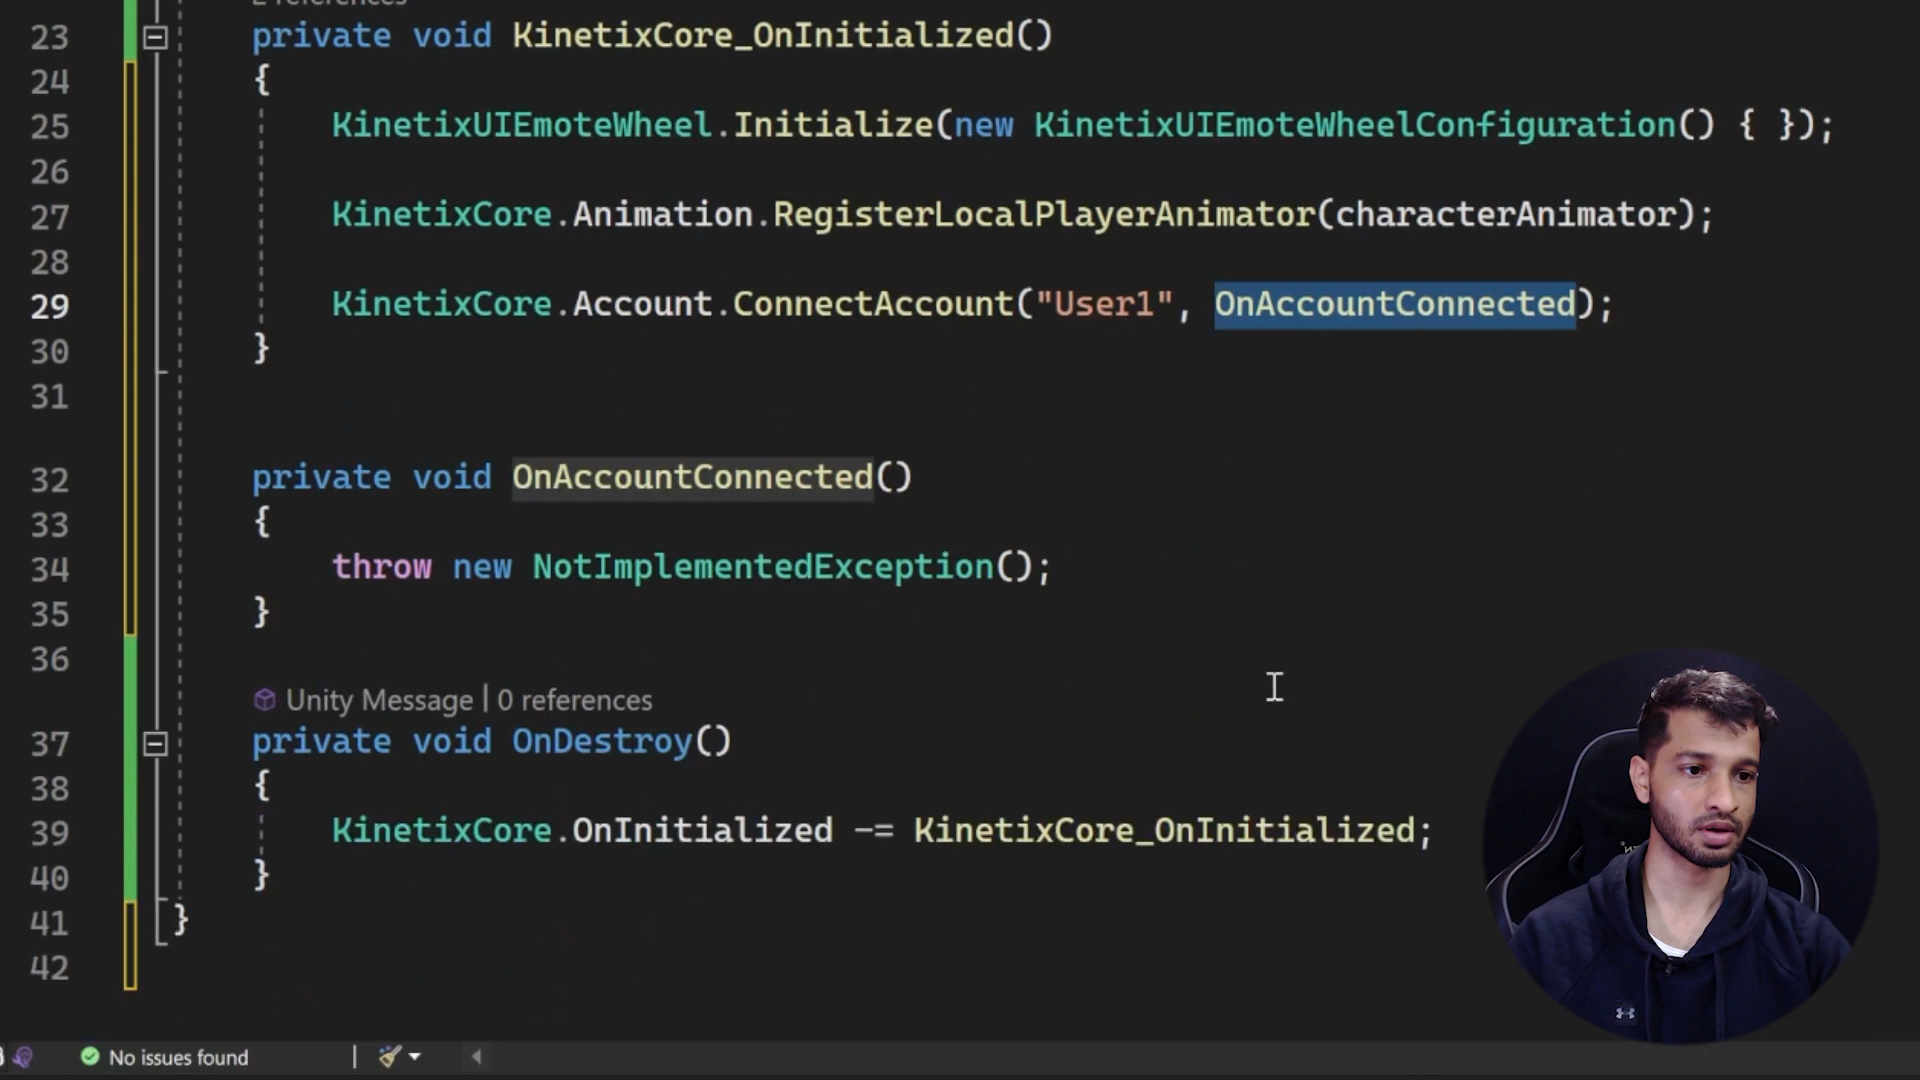 2 references
23 private void KinetixCore_OnInitialized()
24 {
25 KinetixUIEmoteWheel.Initialize(new KinetixUIEmoteWheelConfiguration() { });
26
27 KinetixCore.Animation.RegisterLocalPlayerAnimator(characterAnimator);
28
29 KinetixCore.Account.ConnectAccount("User1", OnAccountConnected);
30 }
31
32 private void OnAccountConnected()
33 {
34 throw new NotImplementedException();
35 }
36
Unity Message | 0 references
37 private void OnDestroy()
38 {
39 KinetixCore.OnInitialized -= KinetixCore_OnInitialized;
40 }
41 }
42
No issues found